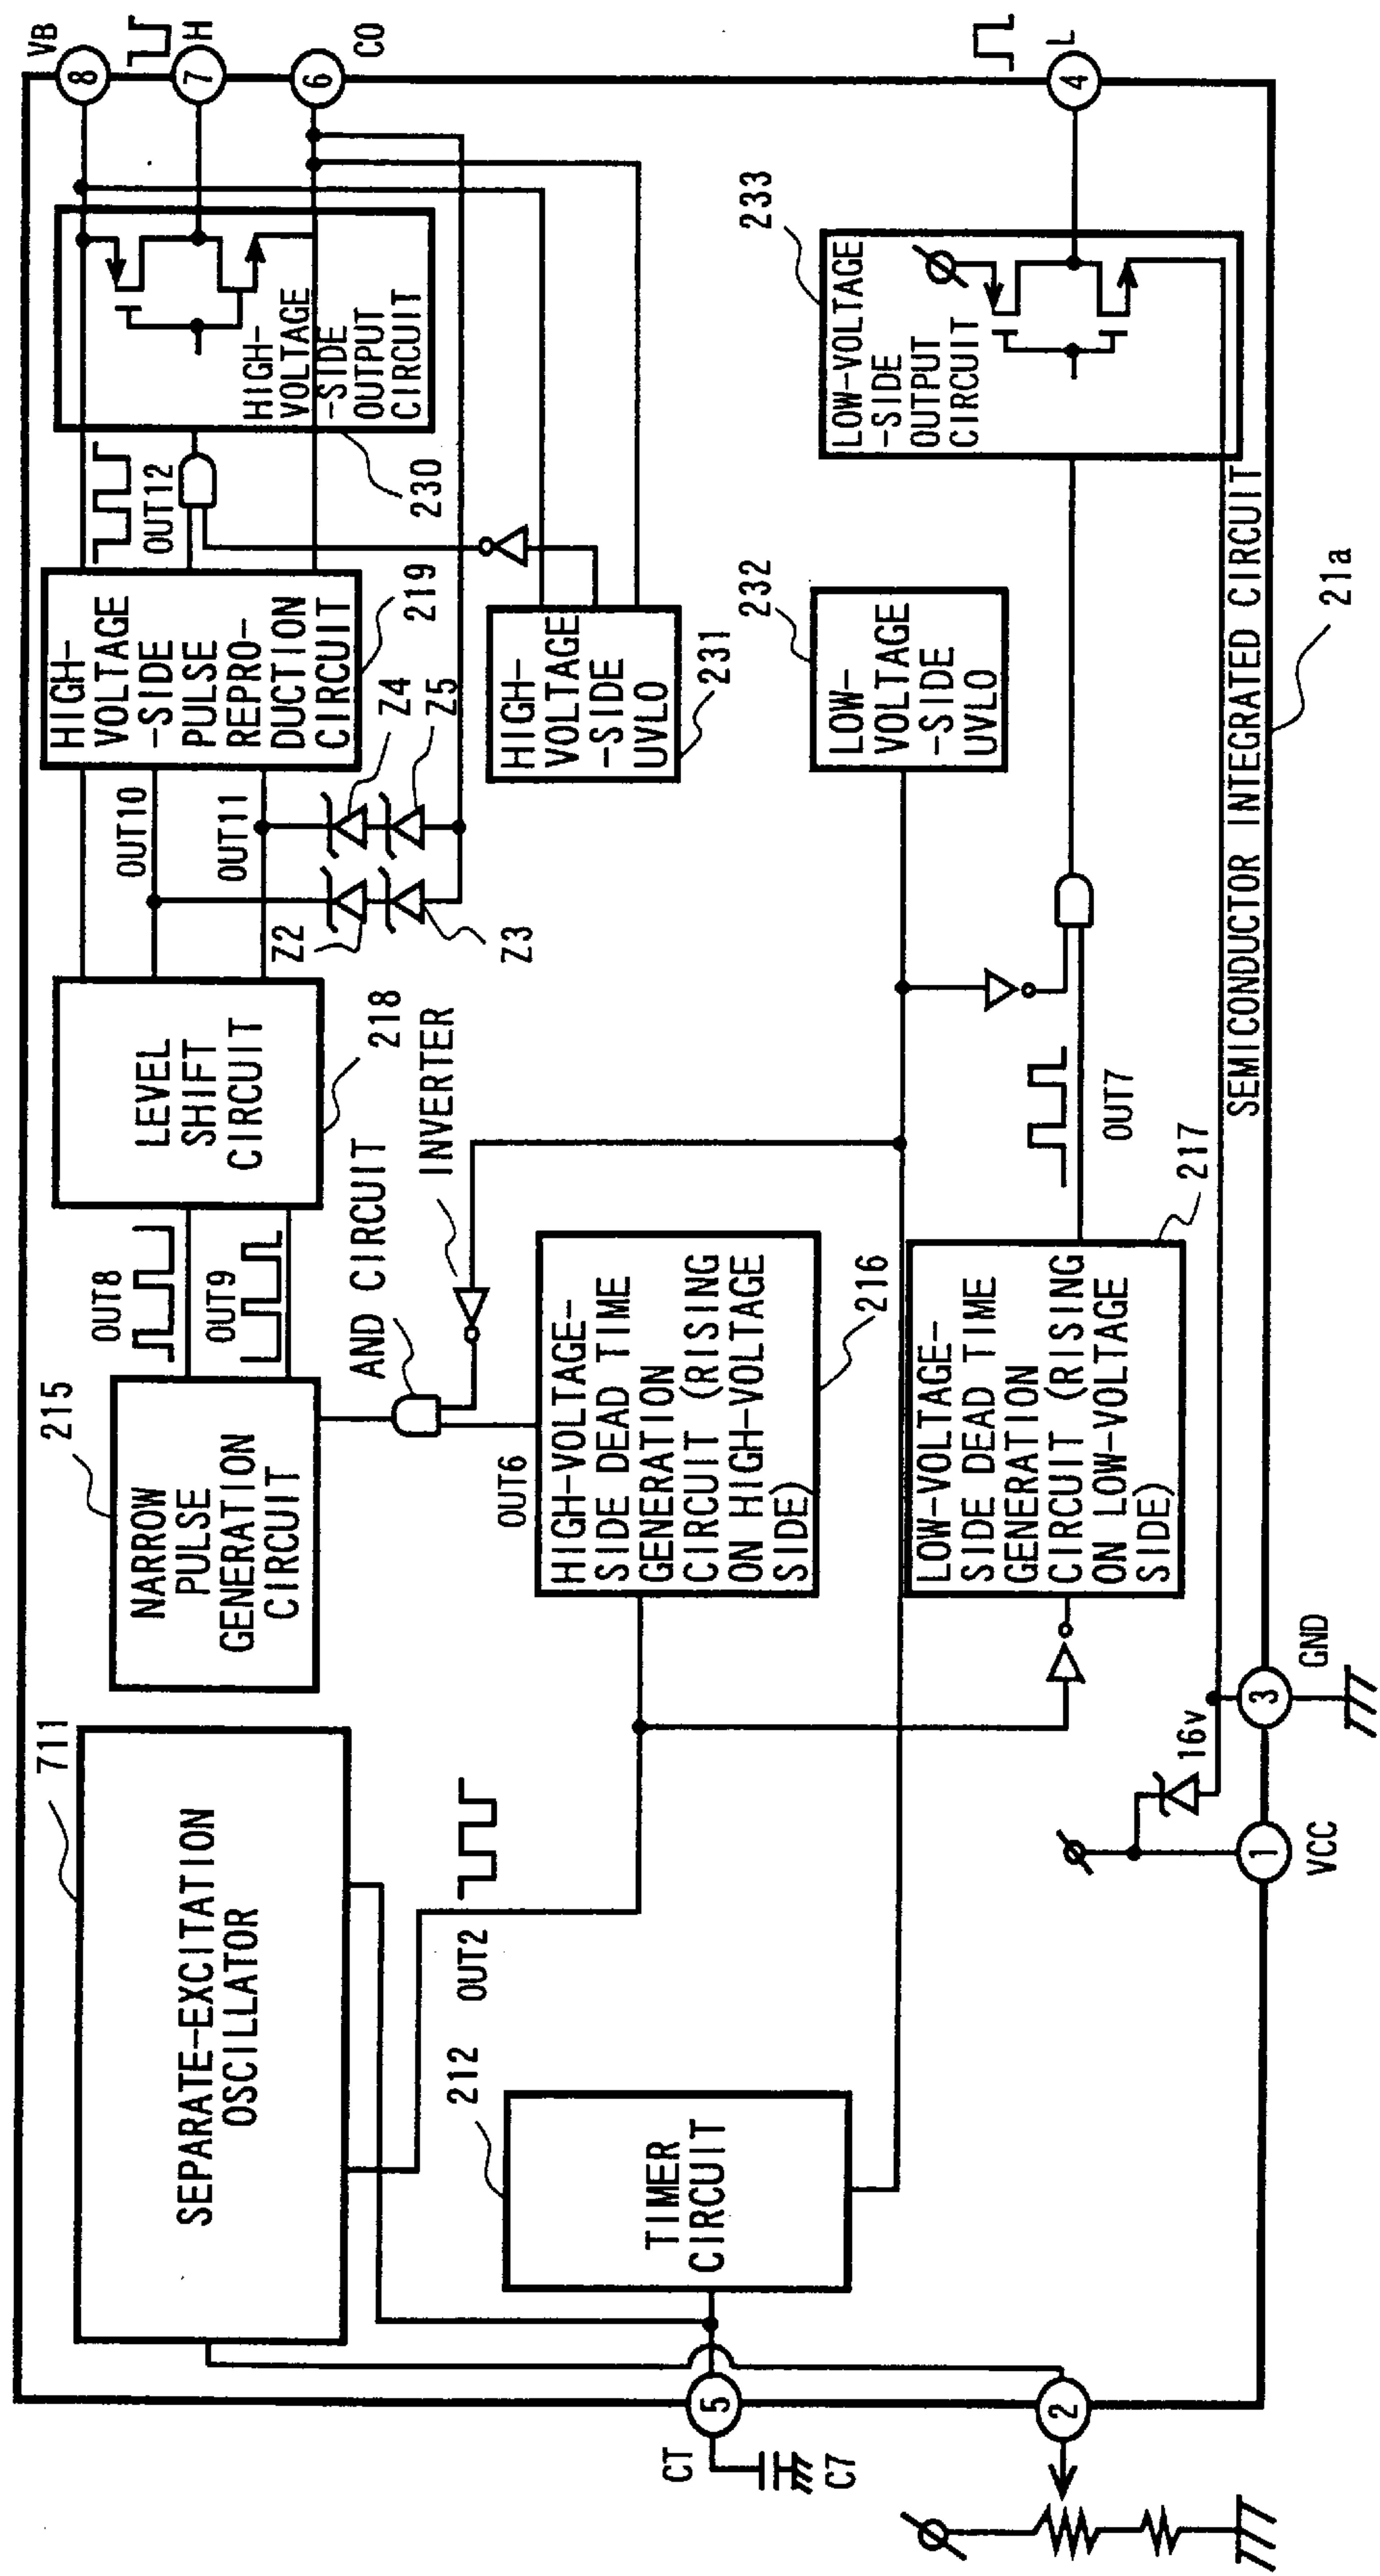 711
SEPARATE-EXCITATION
OSCILLATOR
215
NARROW
PULSE
GENERATION
CIRCUIT
OUT8
OUT9
LEVEL
SHIFT
CIRCUIT
218
OUT10
OUT11
Z2
Z3
Z4
Z5
HIGH-
VOLTAGE
-SIDE
PULSE
REPRO-
DUCTION
CIRCUIT
219
OUT12
230
HIGH-
VOLTAGE
-SIDE
OUTPUT
CIRCUIT
8
VB
7
H
6
CO
AND CIRCUIT
INVERTER
HIGH-
VOLTAGE
-SIDE
UVLO
231
OUT2
OUT6
HIGH-VOLTAGE-
SIDE DEAD TIME
GENERATION
CIRCUIT (RISING
ON HIGH-VOLTAGE
SIDE)
216
212
TIMER
CIRCUIT
5
CT
C7
2
LOW-VOLTAGE-
SIDE DEAD TIME
GENERATION
CIRCUIT (RISING
ON LOW-VOLTAGE
SIDE)
217
OUT7
232
LOW-
VOLTAGE
-SIDE
UVLO
233
LOW-VOLTAGE
-SIDE
OUTPUT
CIRCUIT
4
L
16v
1
VCC
3
GND
SEMICONDUCTOR INTEGRATED CIRCUIT
21a